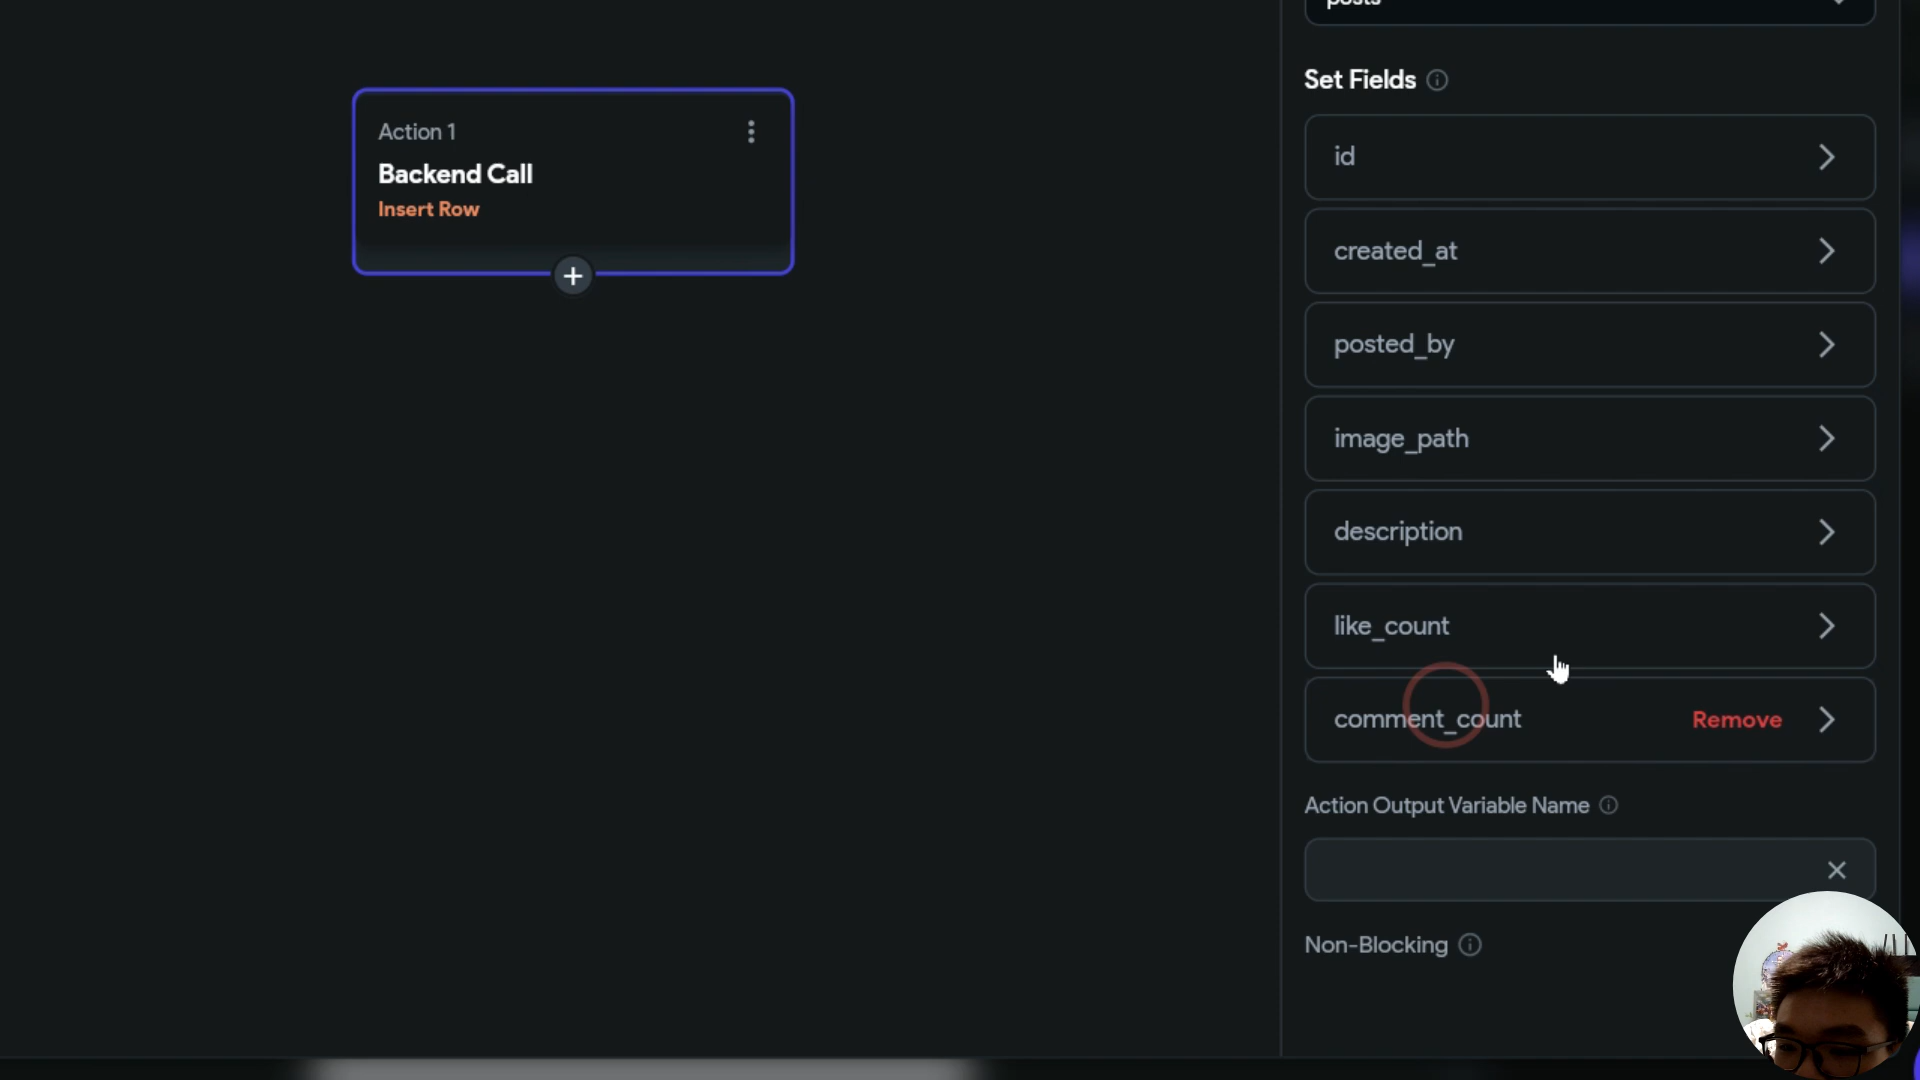 posts
Set Fields
Action 1
Backend Call
Insert Row
id
created_at
posted_by
image_path
description
like_count
comment_count Remove
Action Output Variable Name
Non-Blocking